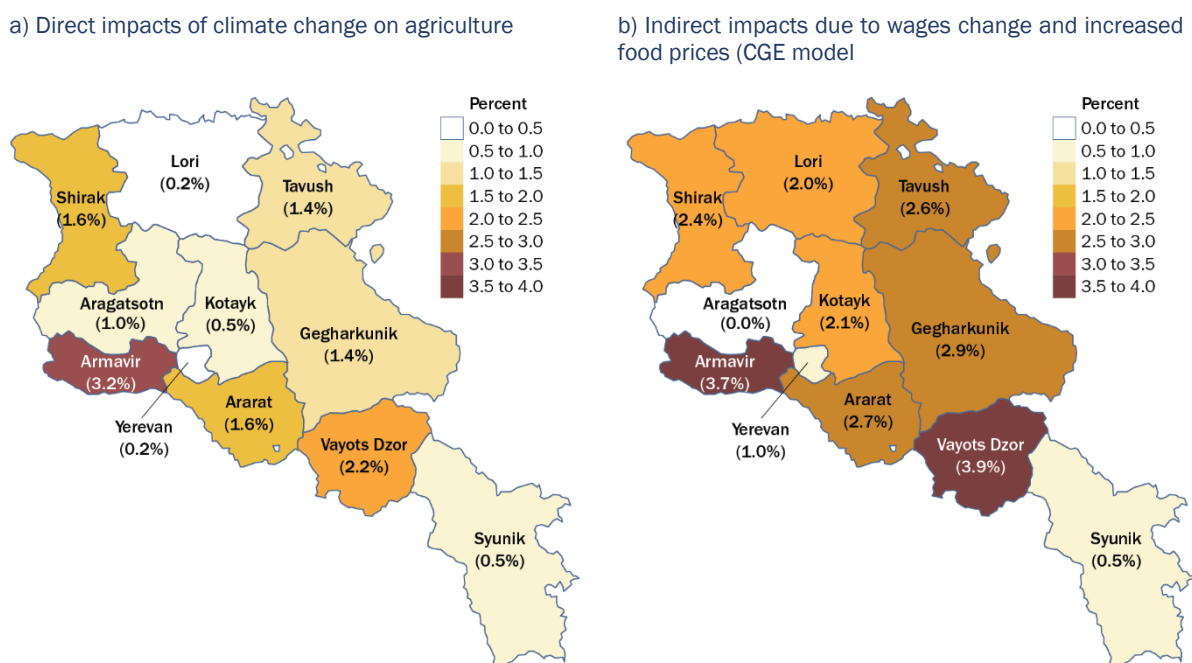 a) Direct impacts of climate change on agriculture
Percent
0.0 to 0.5
0.5 to 1.0
1.0 to 1.5
1.5 to 2.0
2.0 to 2.5
2.5 to 3.0
3.0 to 3.5
3.5 to 4.0
Lori
(0.2%)
Tavush
(1.4%)
Shirak
(1.6%)
Aragatsotn
(1.0%)
Kotayk
(0.5%)
Gegharkunik
(1.4%)
Armavir
(3.2%)
Ararat
(1.6%)
Yerevan
(0.2%)
Vayots Dzor
(2.2%)
Syunik
(0.5%)
b) Indirect impacts due to wages change and increased
food prices (CGE model
Percent
0.0 to 0.5
0.5 to 1.0
1.0 to 1.5
1.5 to 2.0
2.0 to 2.5
2.5 to 3.0
3.0 to 3.5
3.5 to 4.0
Lori
(2.0%)
Tavush
(2.6%)
Shirak
(2.4%)
Aragatsotn
(0.0%)
Kotayk
(2.1%)
Gegharkunik
(2.9%)
Armavir
(3.7%)
Ararat
(2.7%)
Yerevan
(1.0%)
Vayots Dzor
(3.9%)
Syunik
(0.5%)